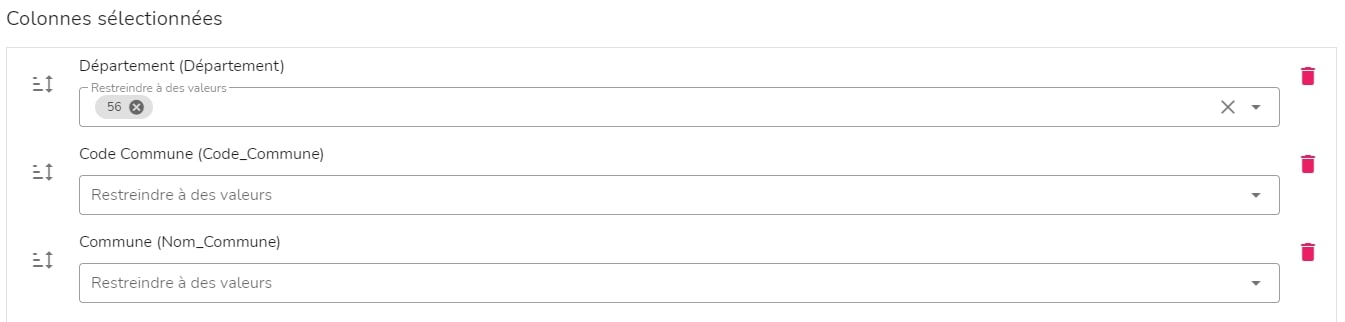 Colonnes sélectionnées
Département (Département)
Restreindre à des valeurs
56
Code Commune (Code_Commune)
Restreindre à des valeurs
Commune (Nom_Commune)
Restreindre à des valeurs